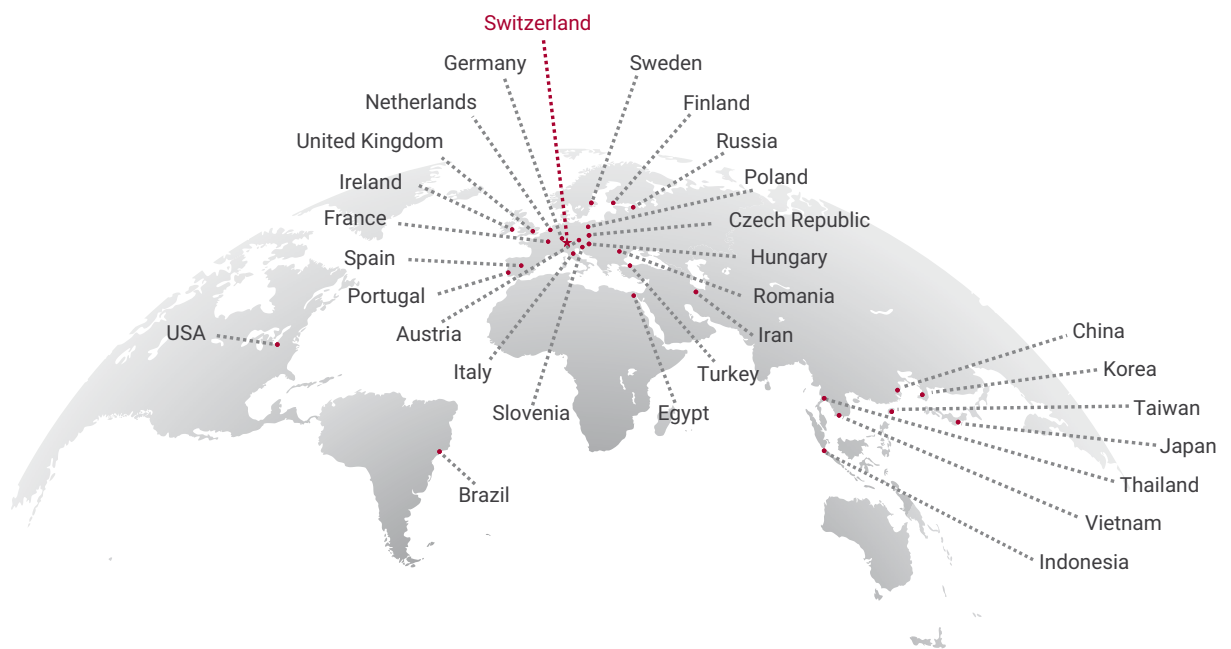 Switzerland
Germany
Sweden
Netherlands
Finland
United Kingdom
Russia
Ireland
Poland
France
Czech Republic
Spain
Hungary
Portugal
Romania
USA
Austria
Iran
China
Italy
Turkey
Korea
Slovenia
Egypt
Taiwan
Japan
Brazil
Thailand
Vietnam
Indonesia